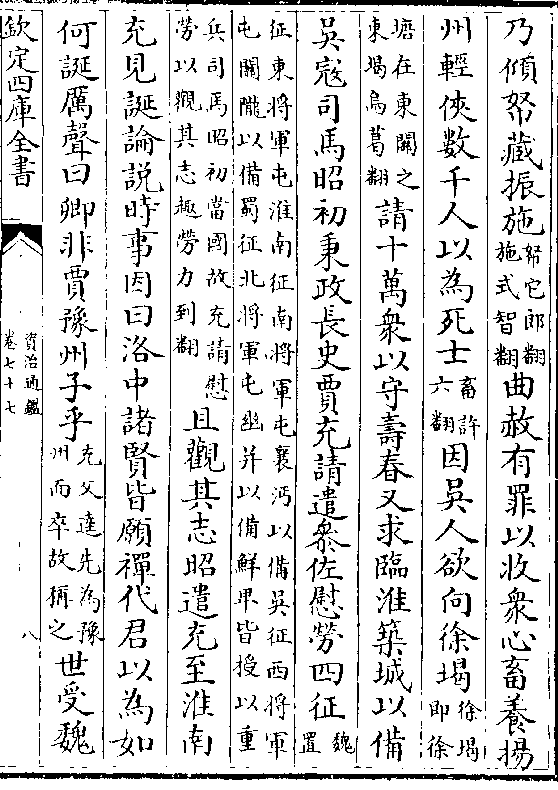 乃傾帑藏振施帑它郎翻施式智翻曲赦有罪以收衆心畜養揚
州輕俠數千人以為死士畜許六翻因吳人欲向徐堨徐堨即徐
塘在東關之東堨烏葛翻請十萬衆以守壽春又求臨淮築城以備
吳寇司馬昭初秉政長史賈充請遣參佐慰勞四征魏置
征東將軍屯淮南征南將軍屯襄沔以備吳征西將軍屯關隴以備蜀征北將軍屯幽并以備鮮卑皆授以重
兵司馬昭初當國故充請慰勞以觀其志趣勞力到翻且觀其志昭遣充至淮南
充見誕論說時事因曰洛中諸賢皆願禪代君以為如
何誕厲聲曰卿非賈豫州子乎充父逵先為豫州而卒故稱之世受魏
欽定四庫全書
資治通鑑
卷七十七
八